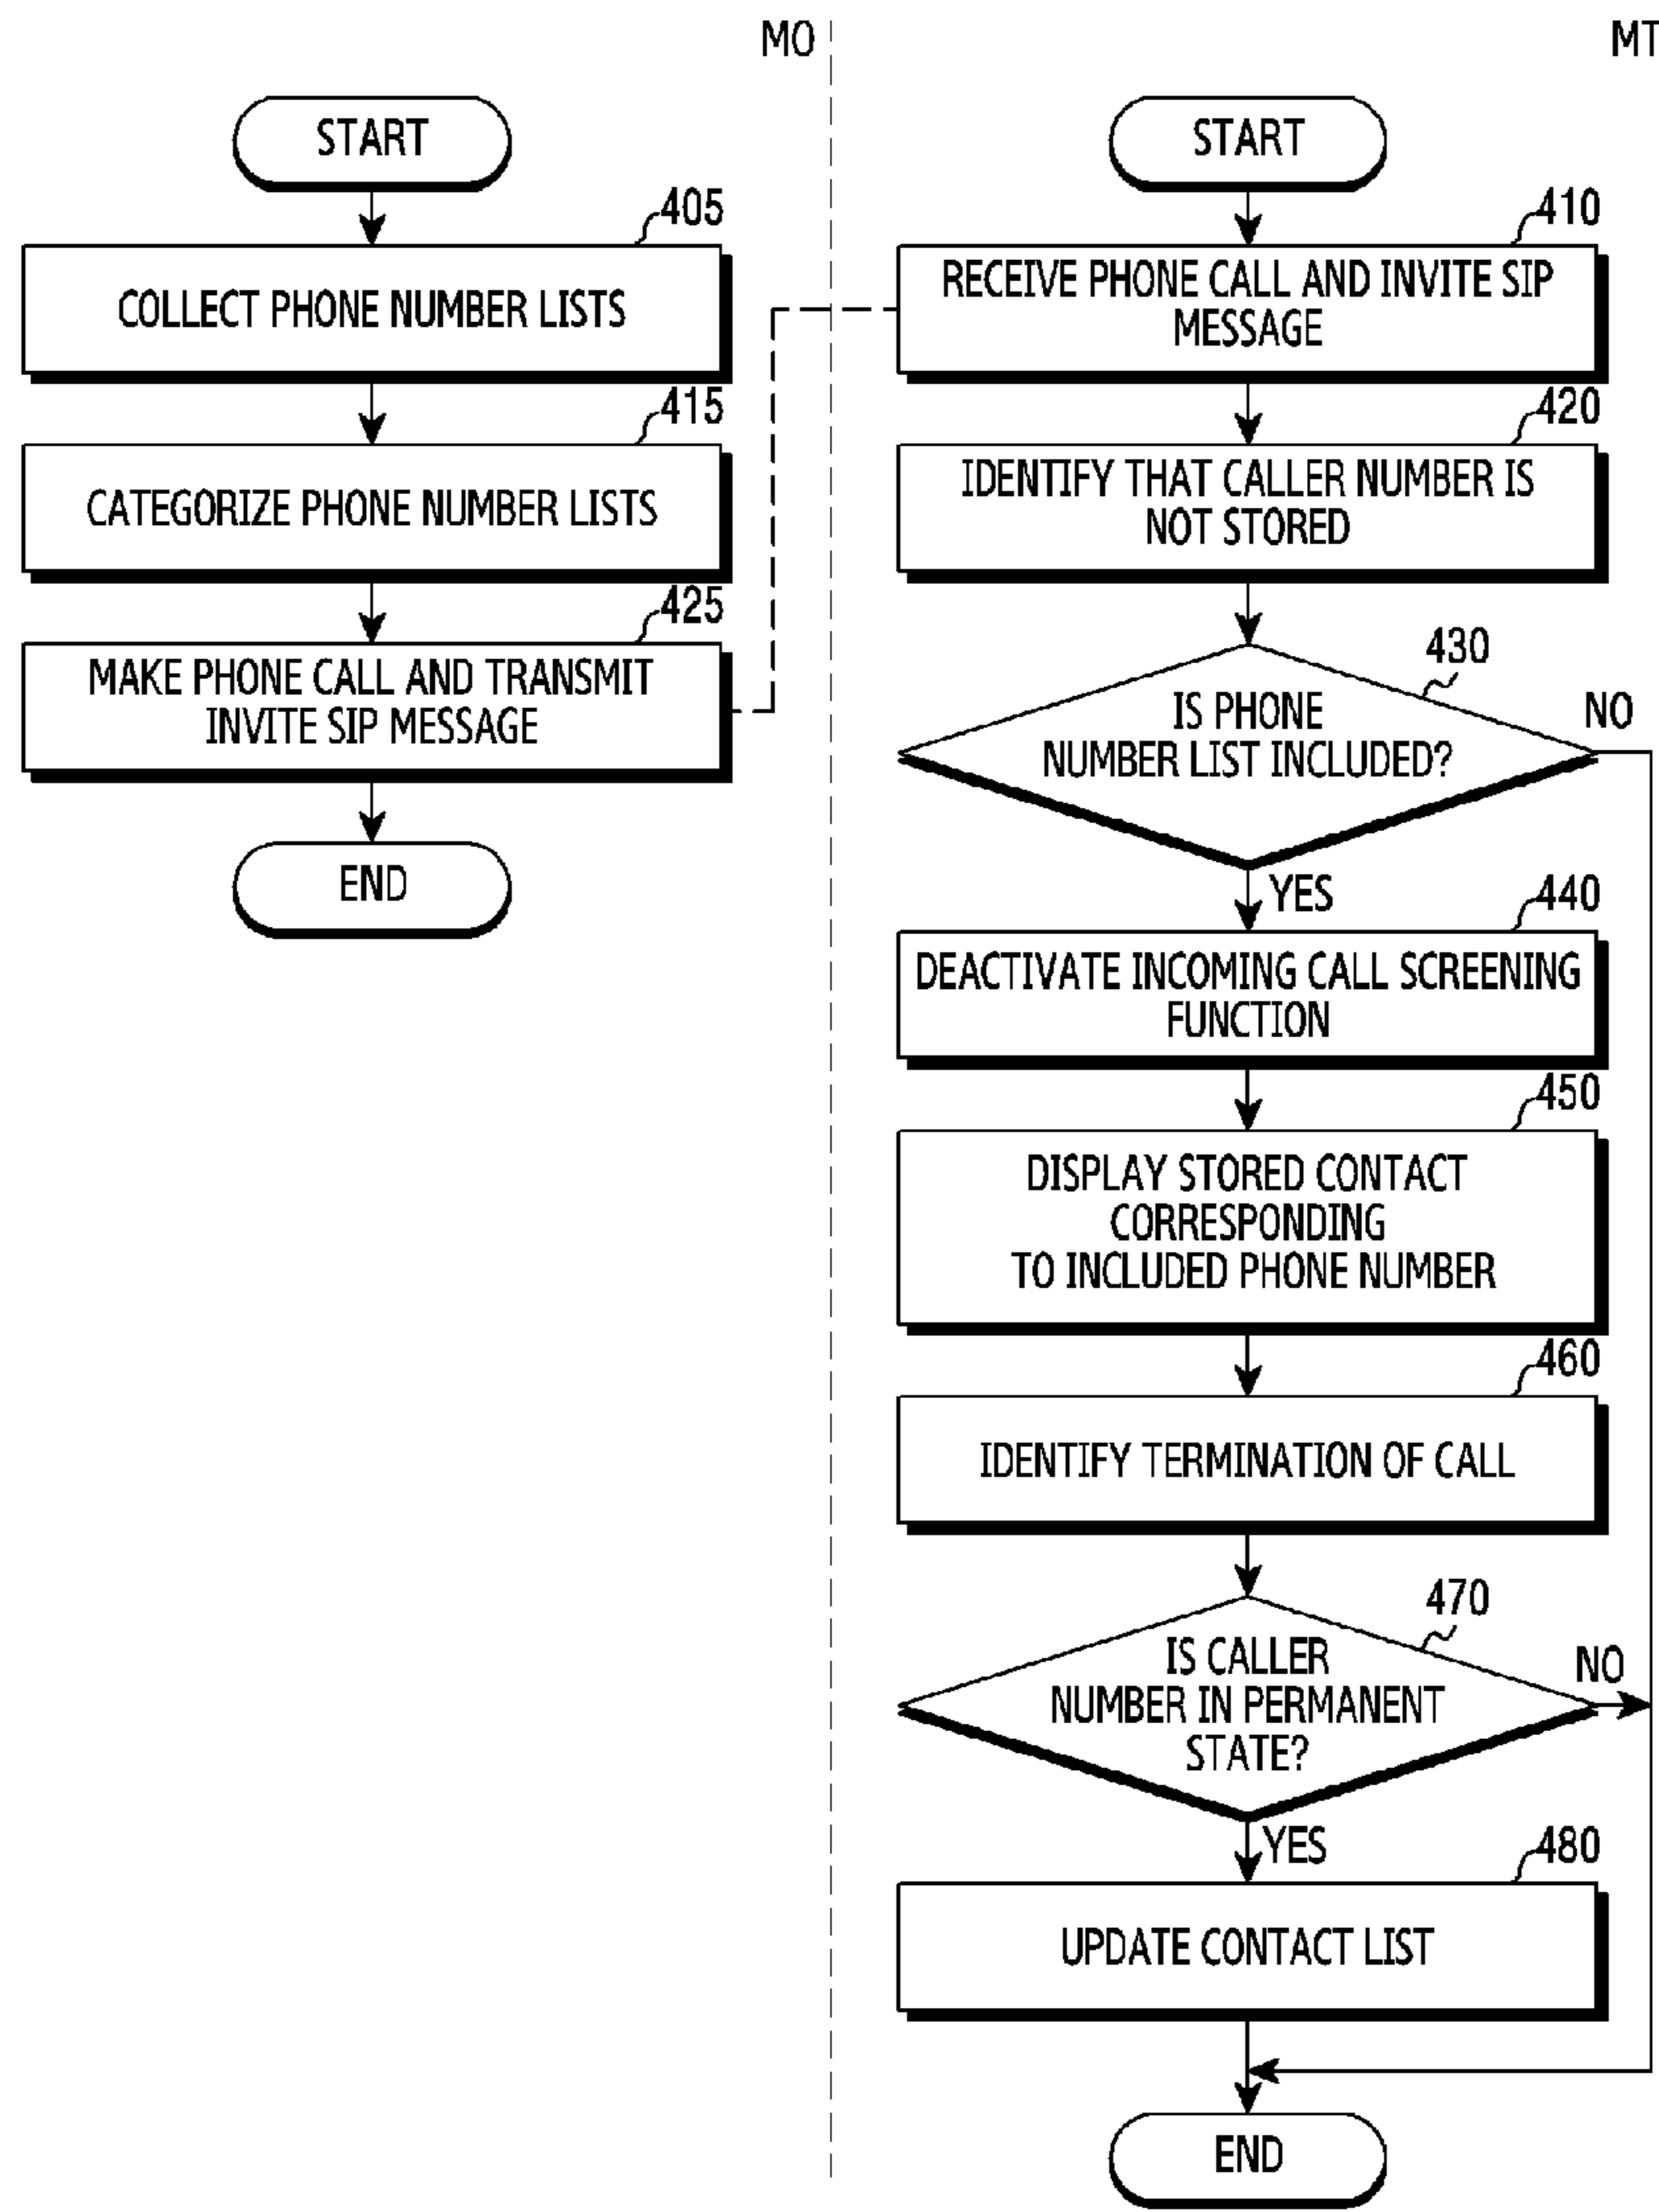 MO
START
405
COLLECT PHONE NUMBER LISTS
415
CATEGORIZE PHONE NUMBER LISTS
425
MAKE PHONE CALL AND TRANSMIT
INVITE SIP MESSAGE
END
MT
START
410
RECEIVE PHONE CALL AND INVITE SIP
MESSAGE
420
IDENTIFY THAT CALLER NUMBER IS
NOT STORED
430
IS PHONE
NUMBER LIST INCLUDED?
NO
YES
440
DEACTIVATE INCOMING CALL SCREENING
FUNCTION
450
DISPLAY STORED CONTACT
CORRESPONDING
TO INCLUDED PHONE NUMBER
460
IDENTIFY TERMINATION OF CALL
470
IS CALLER
NUMBER IN PERMANENT
STATE?
NO
YES
480
UPDATE CONTACT LIST
END